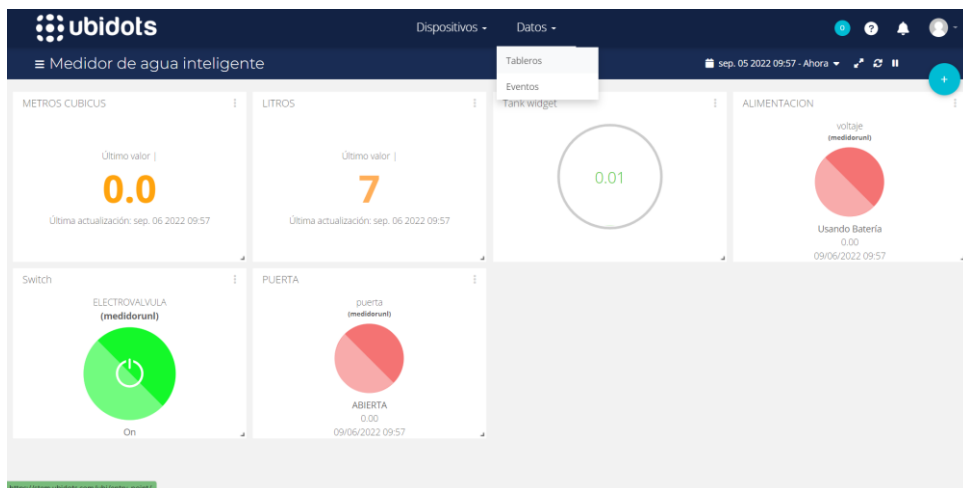 ubidots
Dispositivos
Datos
0
?
Tableros
Eventos
≡ Medidor de agua inteligente
sep. 05 2022 09:57 - Ahora
+
METROS CUBICUS
Último valor |
0.0
Última actualización: sep. 06 2022 09:57
LITROS
Último valor |
7
Última actualización: sep. 06 2022 09:57
Tank widget
0.01
ALIMENTACION
voltaje
(medidorunl)
Usando Batería
0.00
09/06/2022 09:57
Switch
ELECTROVALVULA
(medidorunl)
On
PUERTA
puerta
(medidorunl)
ABIERTA
0.00
09/06/2022 09:57